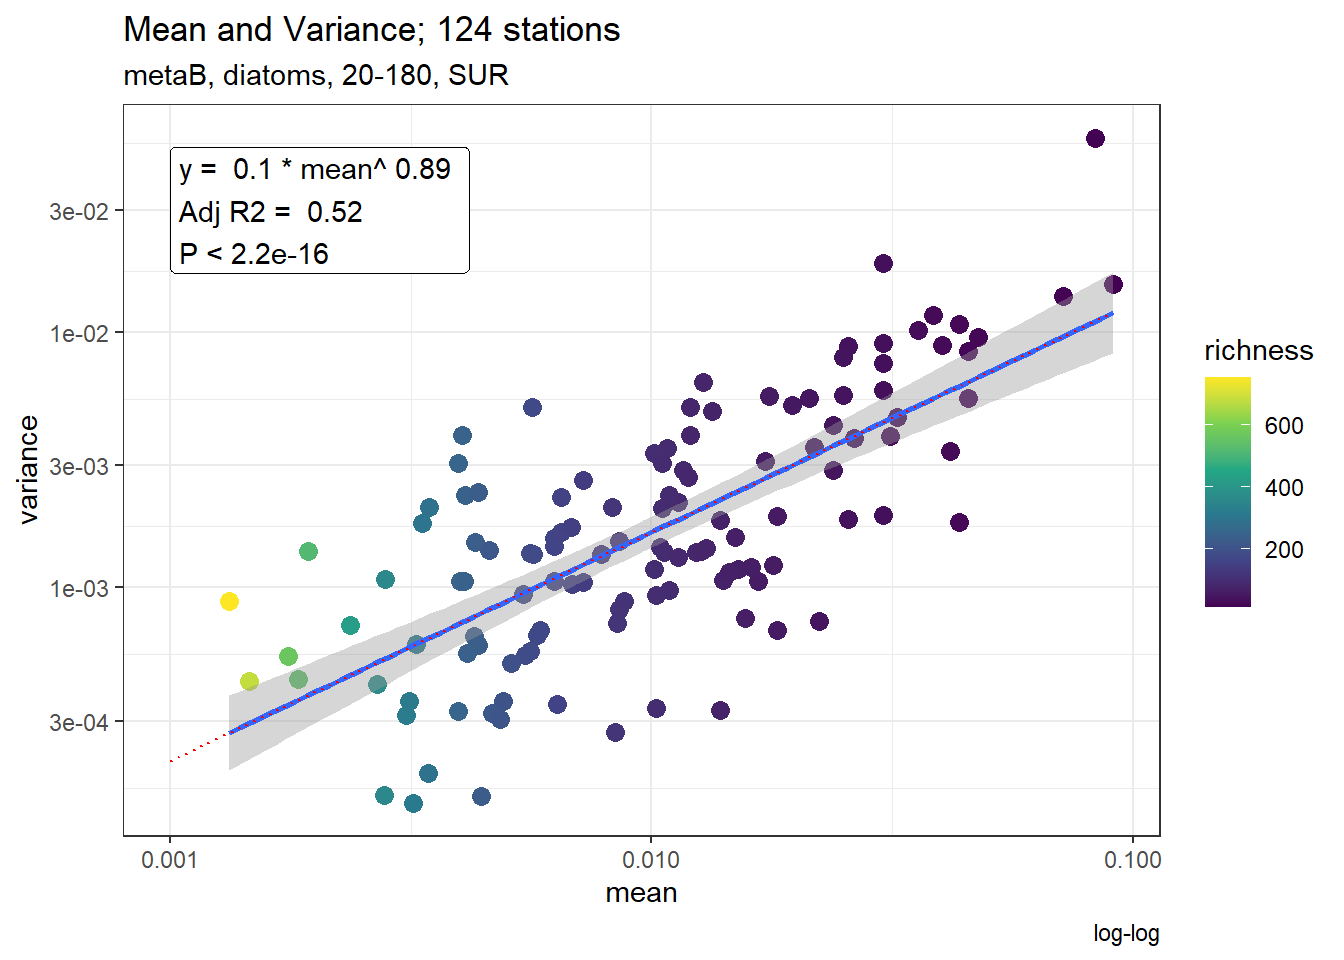 Mean and Variance; 124 stations
metaB, diatoms, 20-180, SUR
y =  0.1 * mean^ 0.89
Adj R2 =  0.52
P < 2.2e-16
3e-02
1e-02
3e-03
1e-03
3e-04
variance
0.001
0.010
0.100
mean
richness
600
400
200
log-log